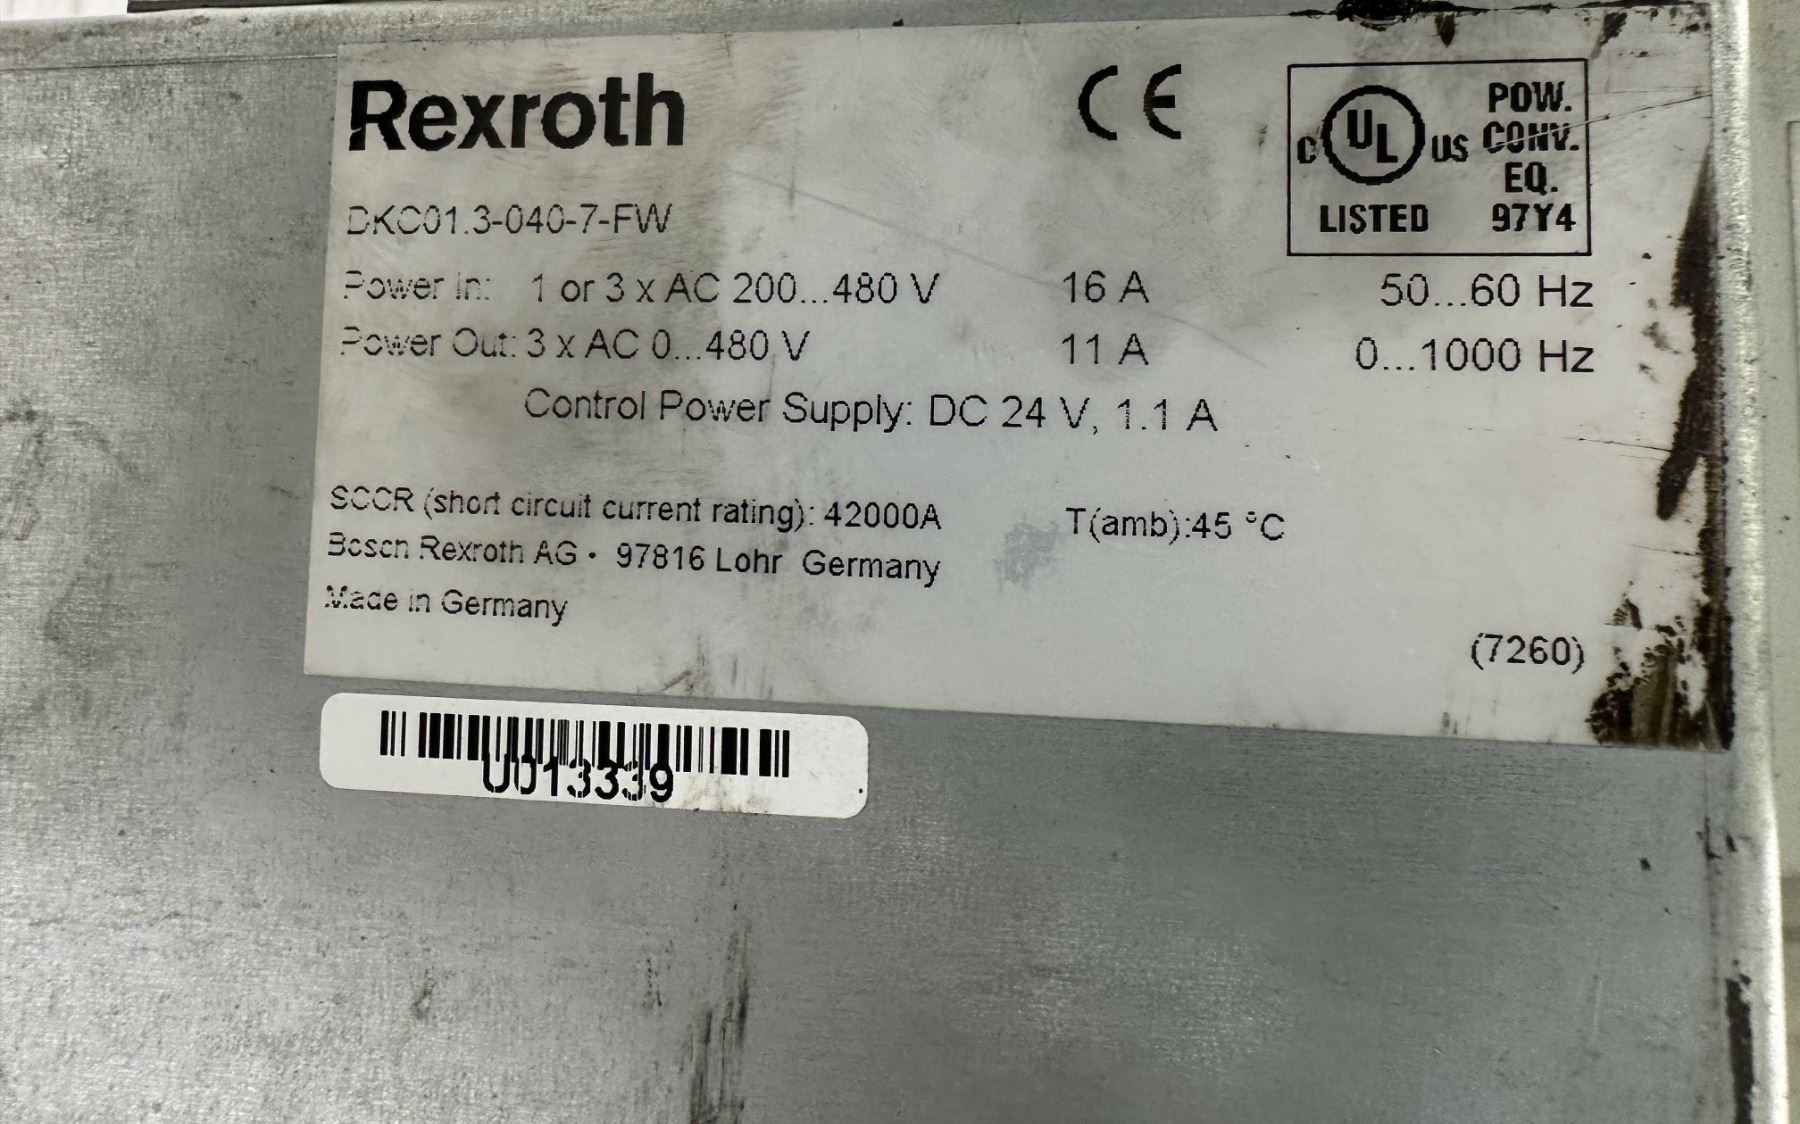 Rexroth
CE
c UL us
LISTED
POW.
CONV.
EQ.
97Y4
DKC01.3-040-7-FW
Power In: 1 or 3 x AC 200...480 V 16 A 50...60 Hz
Power Out: 3 x AC 0...480 V 11 A 0...1000 Hz
Control Power Supply: DC 24 V, 1.1 A
SCCR (short circuit current rating): 42000A T(amb):45 °C
Bosch Rexroth AG • 97816 Lohr Germany
Made in Germany
(7260)
U013339